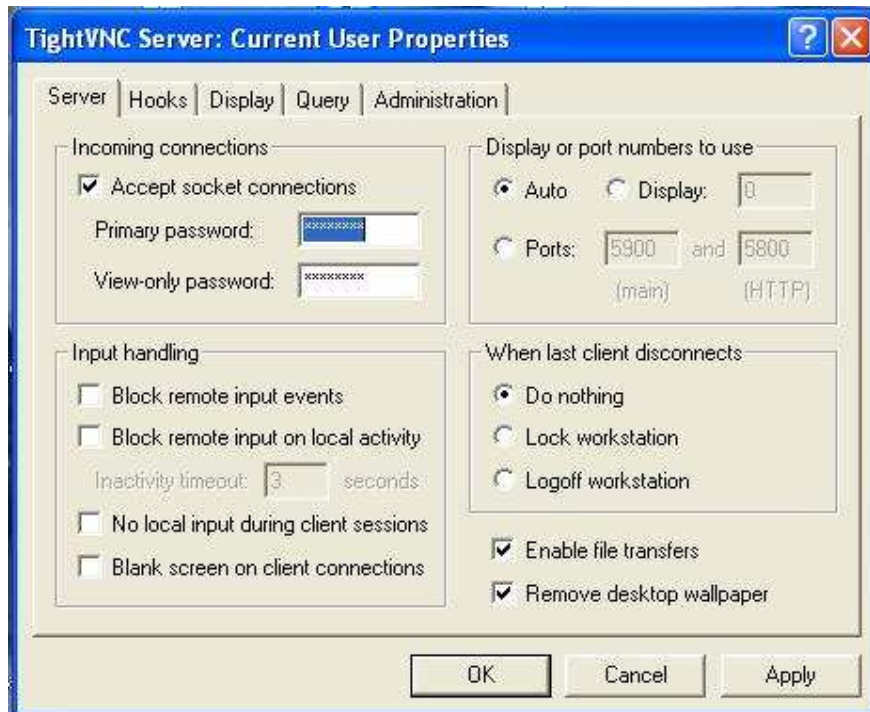 TightVNC Server: Current User Properties
Server Hooks Display Query Administration
Incoming connections
Accept socket connections
Primary password: ********
View-only password: ********
Display or port numbers to use
Auto Display: 0
Ports: 5900 and 5800
(main) (HTTP)
Input handling
Block remote input events
Block remote input on local activity
Inactivity timeout: 3 seconds
No local input during client sessions
Blank screen on client connections
When last client disconnects
Do nothing
Lock workstation
Logoff workstation
Enable file transfers
Remove desktop wallpaper
OK Cancel Apply